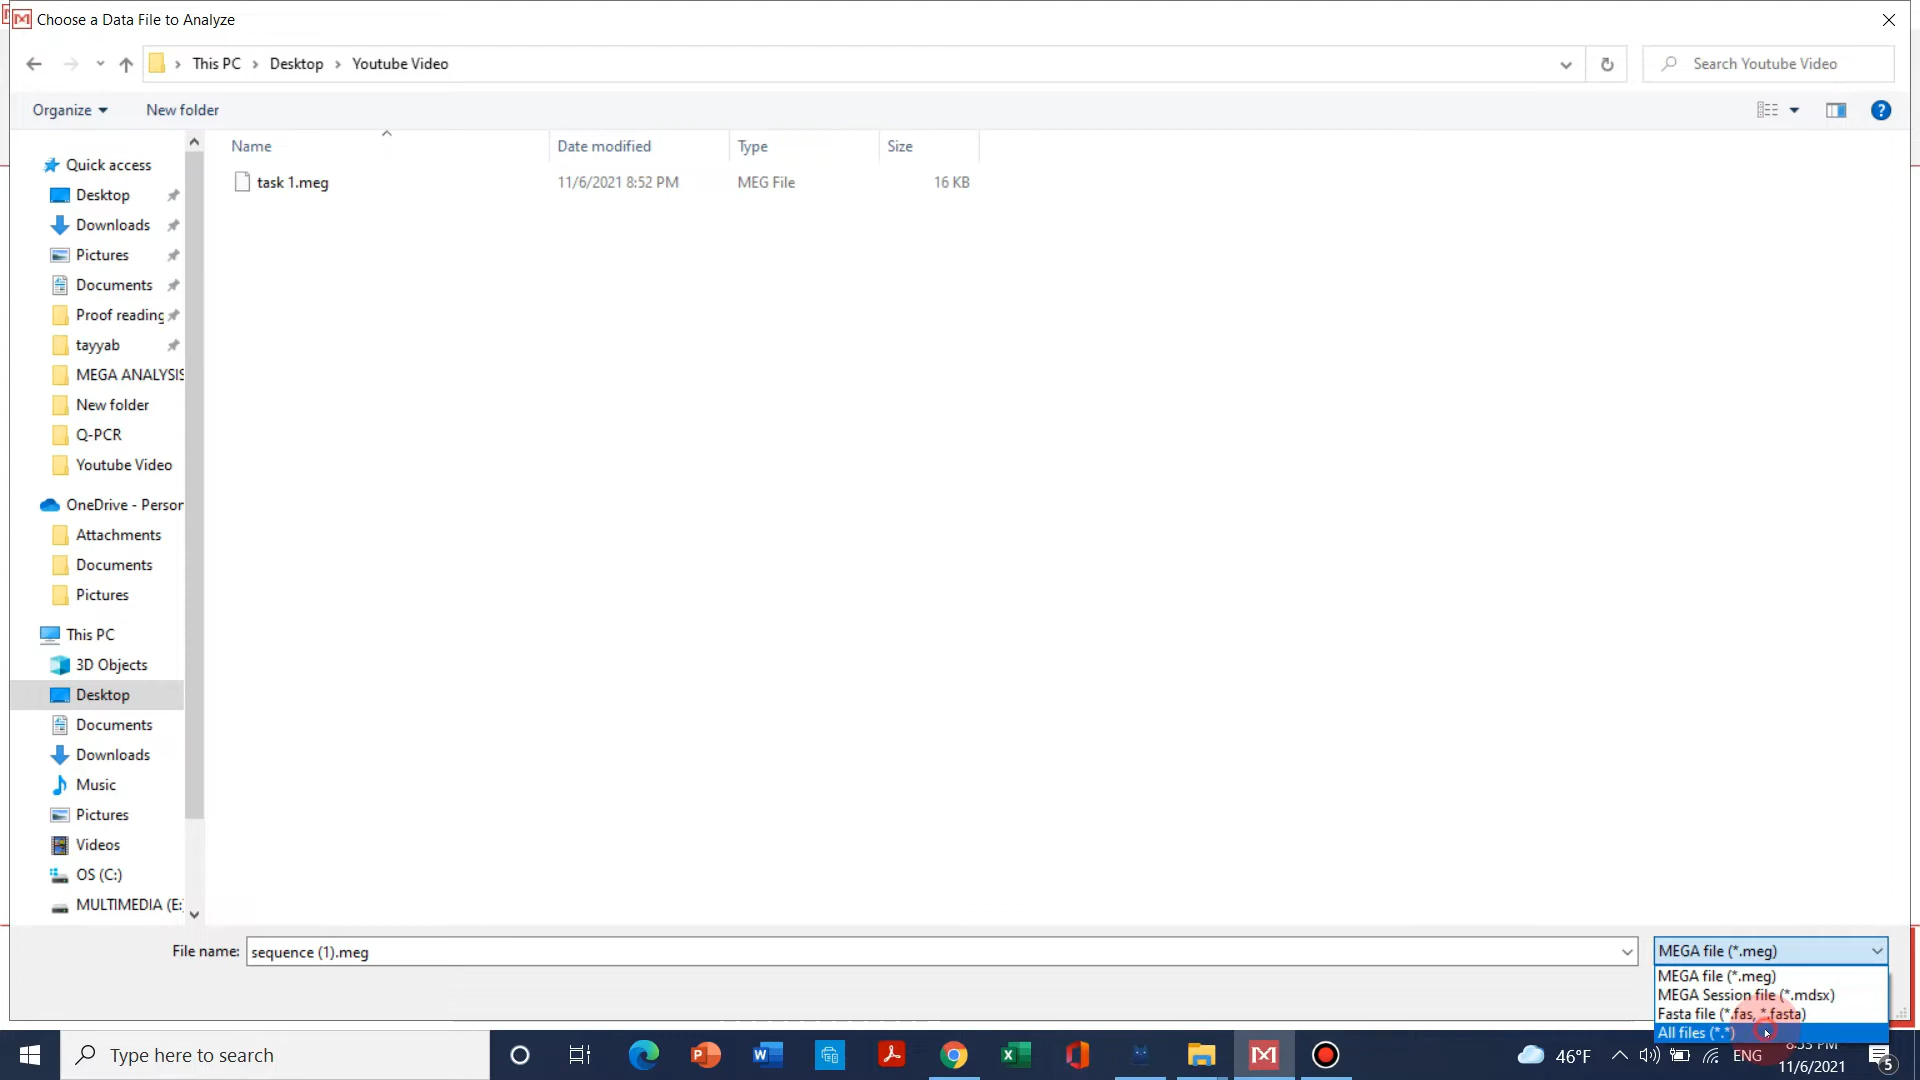 Choose a Data File to Analyze
This PC › Desktop › Youtube Video
Search Youtube Video
Organize
New folder
Name
Date modified
Type
Size
task 1.meg
11/6/2021 8:52 PM
MEG File
16 KB
Quick access
Desktop
Downloads
Pictures
Documents
Proof reading
tayyab
MEGA ANALYSIS
New folder
Q-PCR
Youtube Video
OneDrive - Person
Attachments
Documents
Pictures
This PC
3D Objects
Desktop
Documents
Downloads
Music
Pictures
Videos
OS (C:)
MULTIMEDIA (E:)
File name:
sequence (1).meg
MEGA file (*.meg)
MEGA file (*.meg)
MEGA Session file (*.mdsx)
Fasta file (*.fas, *.fasta)
All files (*.*)
Type here to search
46°F
ENG
8:53 PM
11/6/2021
5